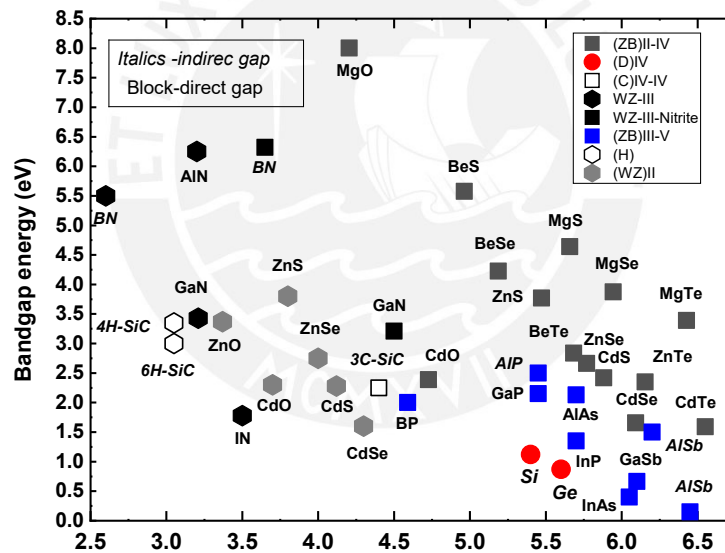 8.5
8.0
7.5
7.0
6.5
6.0
5.5
5.0
4.5
4.0
3.5
3.0
2.5
2.0
1.5
1.0
0.5
0.0
Bandgap energy (eV)
Italics -indirec gap
Block-direct gap
(ZB)II-IV
(D)IV
(C)IV-IV
WZ-III
WZ-III-Nitrite
(ZB)III-V
(H)
(WZ)II
MgO
AlN
BN
BN
BeS
MgS
BeSe
MgSe
ZnS
ZnS
MgTe
GaN
GaN
4H-SiC
ZnO
ZnSe
BeTe
ZnSe
6H-SiC
3C-SiC
CdO
AlP
CdS
ZnTe
CdO
CdS
GaP
CdSe
CdTe
IN
BP
AlAs
CdSe
AlSb
Si
InP
GaSb
Ge
InAs
AlSb
ET LUX
MCMXVII
2.5 3.0 3.5 4.0 4.5 5.0 5.5 6.0 6.5